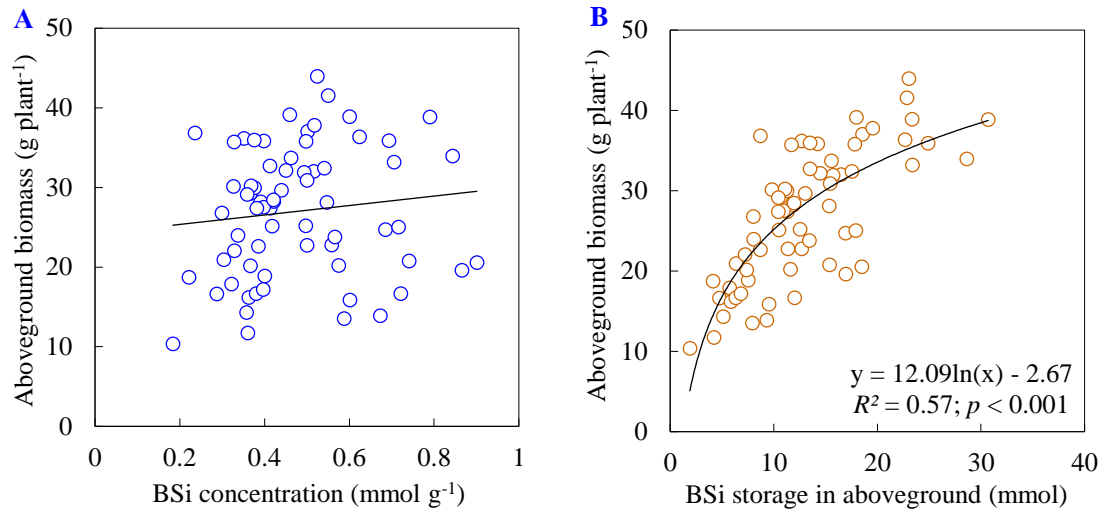 A
Aboveground biomass (g plant⁻¹)
50
40
30
20
10
0
0
0.2
0.4
0.6
0.8
1
BSi concentration (mmol g⁻¹)
B
Aboveground biomass (g plant⁻¹)
50
40
30
20
10
0
y = 12.09ln(x) - 2.67
R² = 0.57; p < 0.001
0
10
20
30
40
BSi storage in aboveground (mmol)